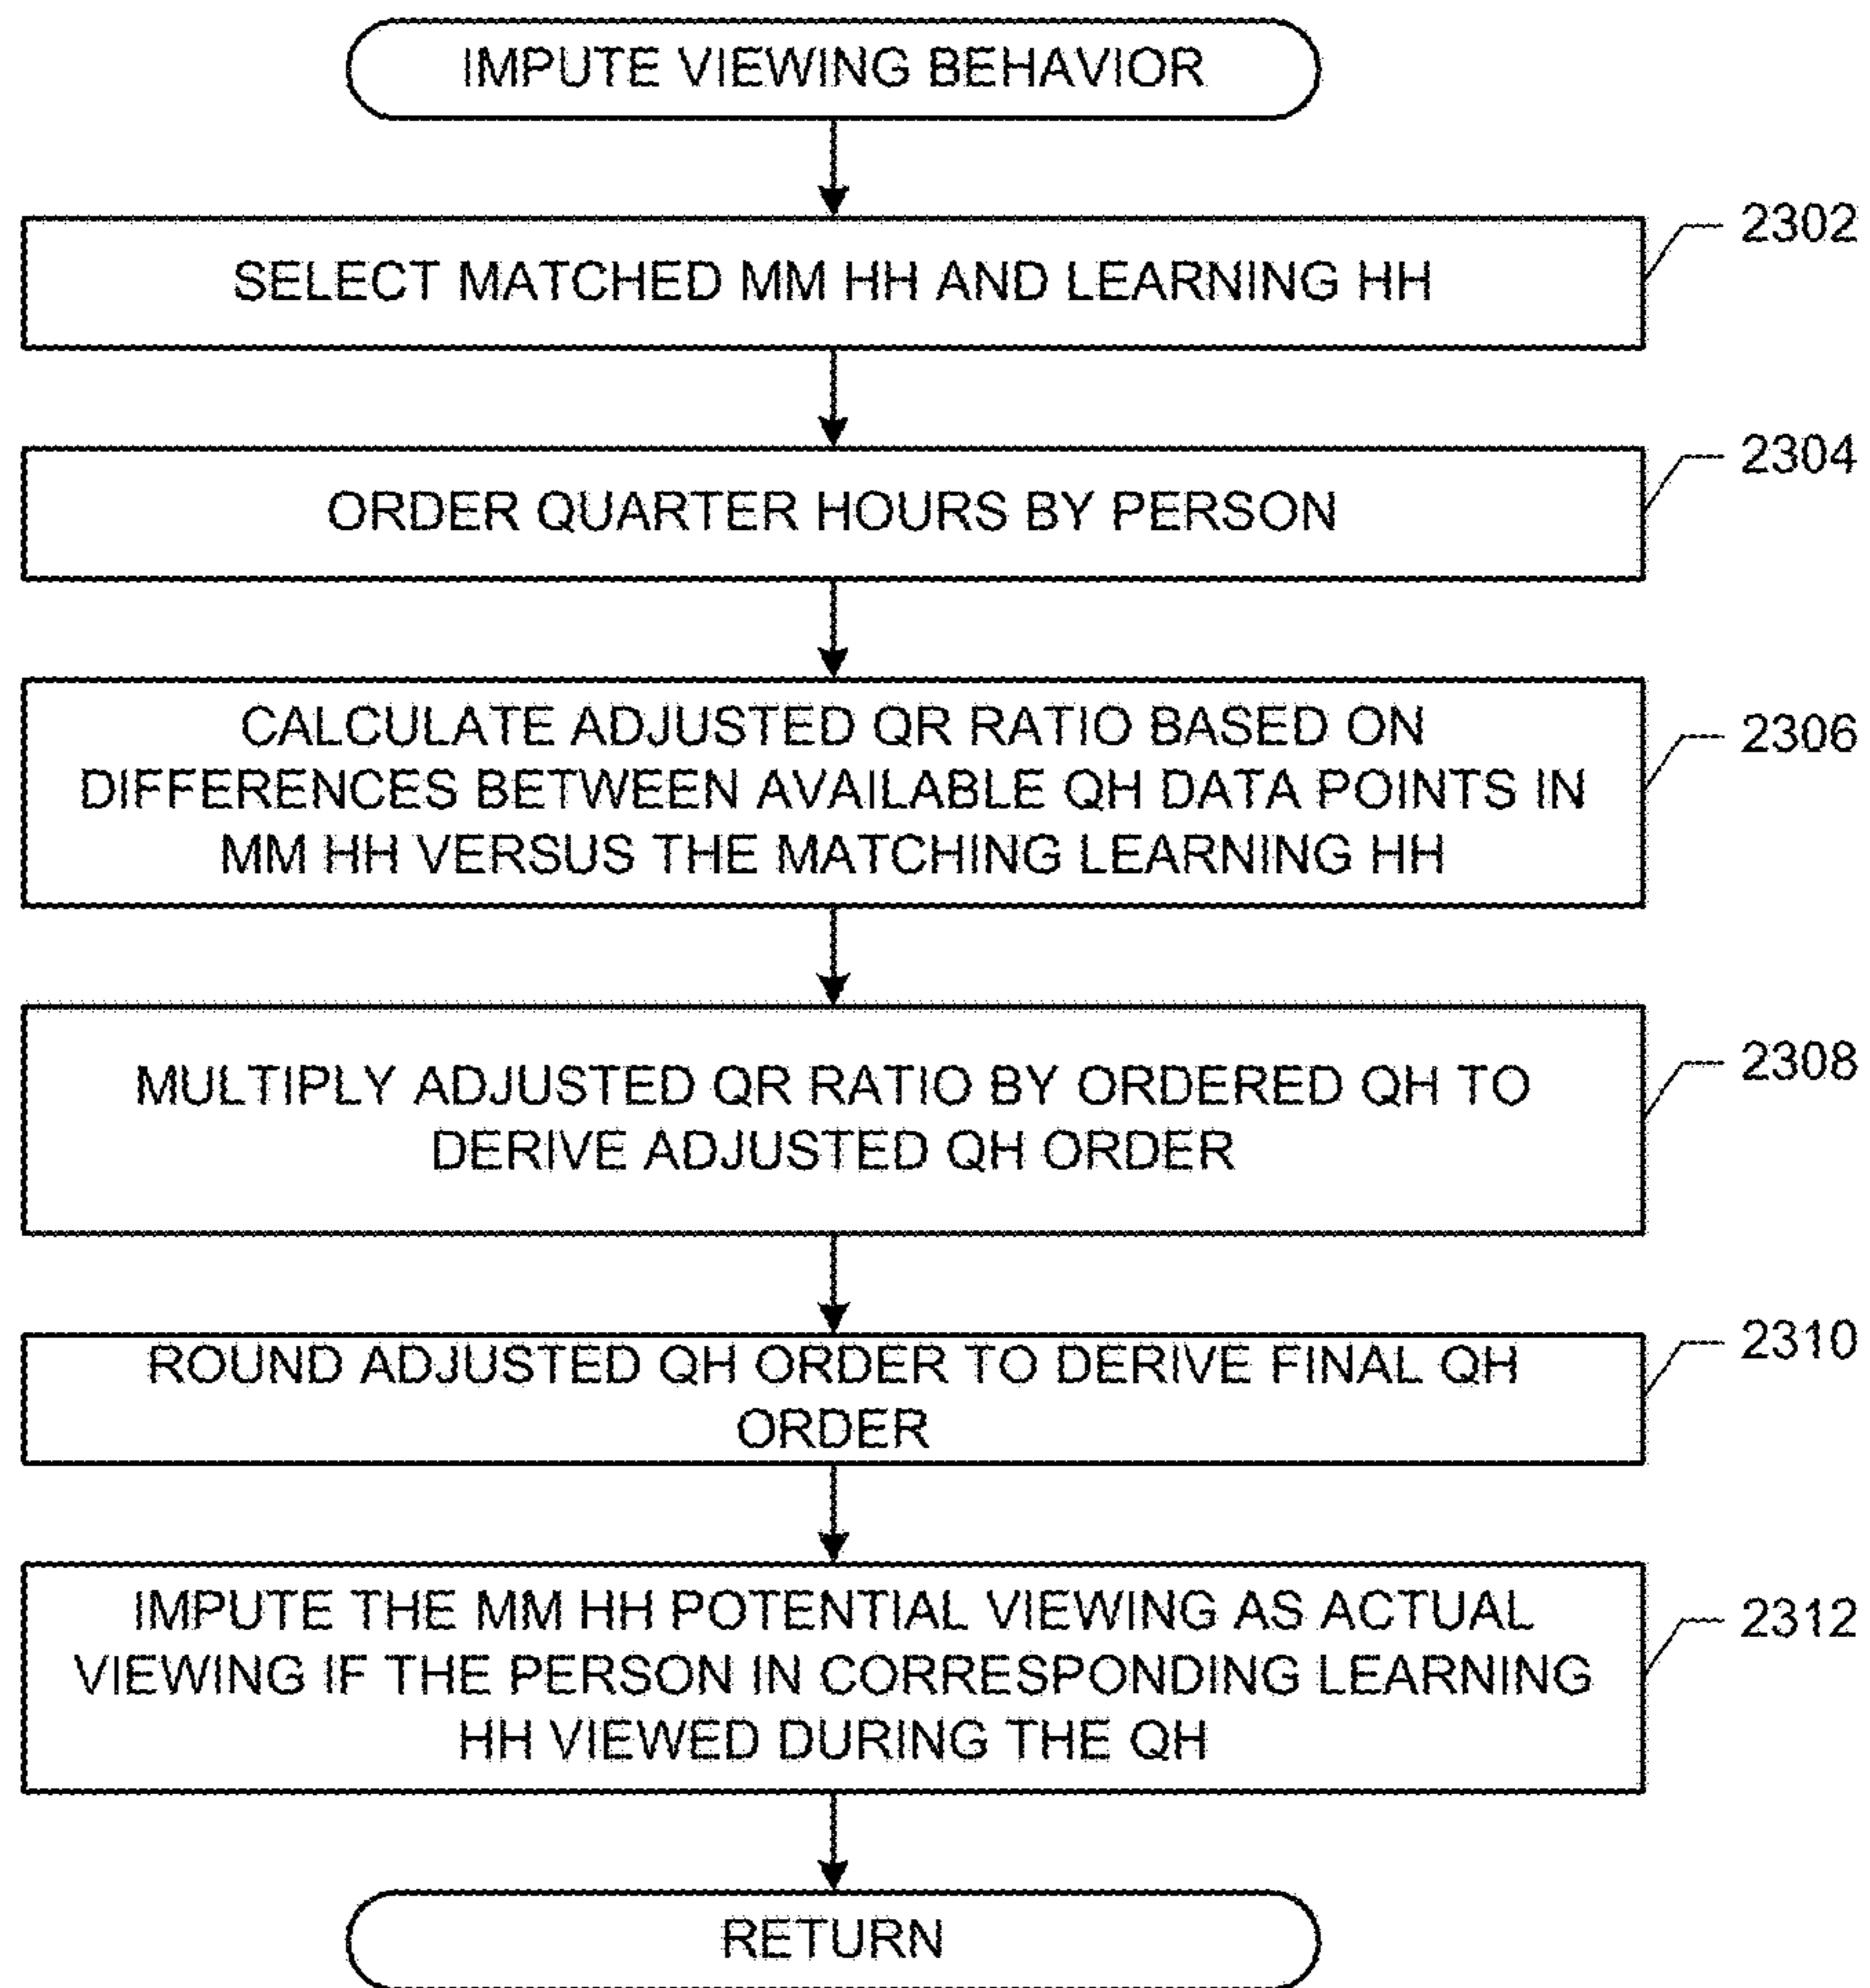 IMPUTE VIEWING BEHAVIOR
2302
SELECT MATCHED MM HH AND LEARNING HH
2304
ORDER QUARTER HOURS BY PERSON
2306
CALCULATE ADJUSTED QR RATIO BASED ON
DIFFERENCES BETWEEN AVAILABLE QH DATA POINTS IN
MM HH VERSUS THE MATCHING LEARNING HH
2308
MULTIPLY ADJUSTED QR RATIO BY ORDERED QH TO
DERIVE ADJUSTED QH ORDER
2310
ROUND ADJUSTED QH ORDER TO DERIVE FINAL QH
ORDER
2312
IMPUTE THE MM HH POTENTIAL VIEWING AS ACTUAL
VIEWING IF THE PERSON IN CORRESPONDING LEARNING
HH VIEWED DURING THE QH
RETURN